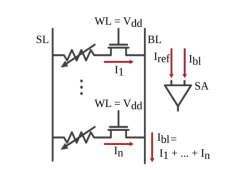 WL = Vdd
SL
BL
I1
Iref
Ibl
SA
WL = Vdd
In
Ibl=
I1 + ... + In